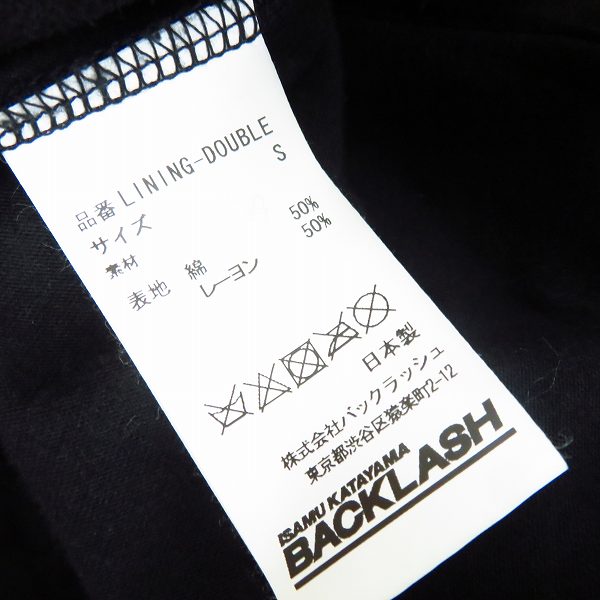 品番 LINING-DOUBLE
サイズ S
素材
表地 綿 50%
レーヨン 50%
日本製
株式会社バックラッシュ
東京都渋谷区猿楽町2-12
ISAMU KATAYAMA
BACKLASH